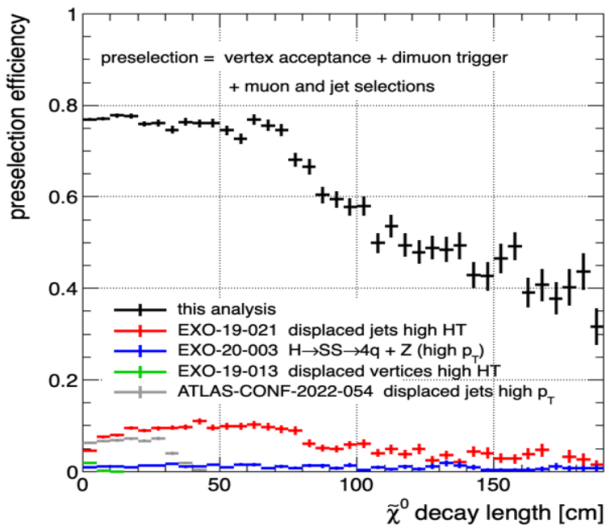 preselection efficiency
1
0.8
0.6
0.4
0.2
0
preselection = vertex acceptance + dimuon trigger
+ muon and jet selections
this analysis
EXO-19-021 displaced jets high HT
EXO-20-003 H→SS→4q + Z (high p_T)
EXO-19-013 displaced vertices high HT
ATLAS-CONF-2022-054 displaced jets high p_T
0 50 100 150
χ̃⁰ decay length [cm]